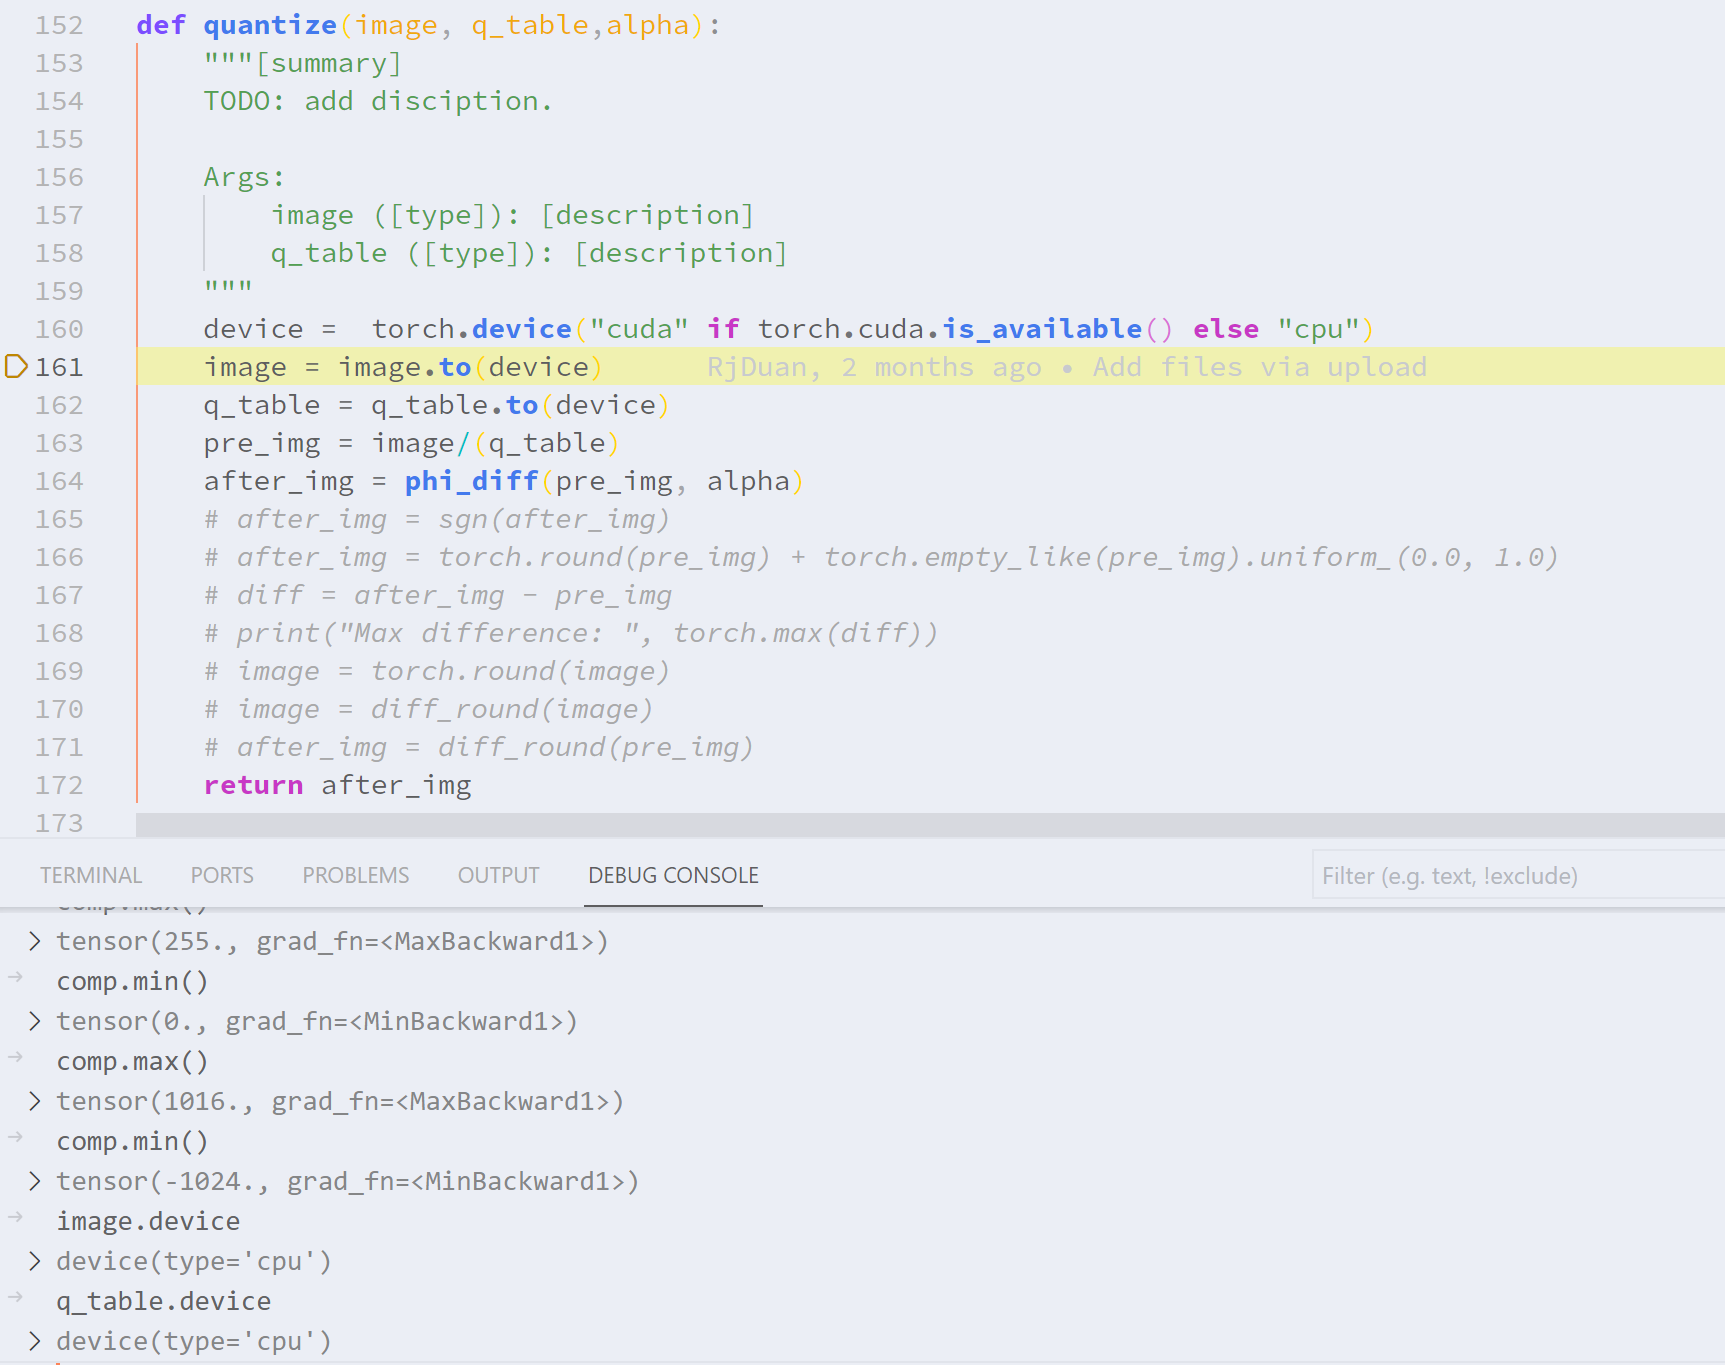 152 def quantize(image, q_table,alpha):
153 """[summary]
154 TODO: add disciption.
155
156 Args:
157 image ([type]): [description]
158 q_table ([type]): [description]
159 """
160 device =  torch.device("cuda" if torch.cuda.is_available() else "cpu")
161 image = image.to(device) RjDuan, 2 months ago • Add files via upload
162 q_table = q_table.to(device)
163 pre_img = image/(q_table)
164 after_img = phi_diff(pre_img, alpha)
165 # after_img = sgn(after_img)
166 # after_img = torch.round(pre_img) + torch.empty_like(pre_img).uniform_(0.0, 1.0)
167 # diff = after_img - pre_img
168 # print("Max difference: ", torch.max(diff))
169 # image = torch.round(image)
170 # image = diff_round(image)
171 # after_img = diff_round(pre_img)
172 return after_img
173
TERMINAL PORTS PROBLEMS OUTPUT DEBUG CONSOLE Filter (e.g. text, !exclude)
comp.max()
> tensor(255., grad_fn=<MaxBackward1>)
→ comp.min()
> tensor(0., grad_fn=<MinBackward1>)
→ comp.max()
> tensor(1016., grad_fn=<MaxBackward1>)
→ comp.min()
> tensor(-1024., grad_fn=<MinBackward1>)
→ image.device
> device(type='cpu')
→ q_table.device
> device(type='cpu')